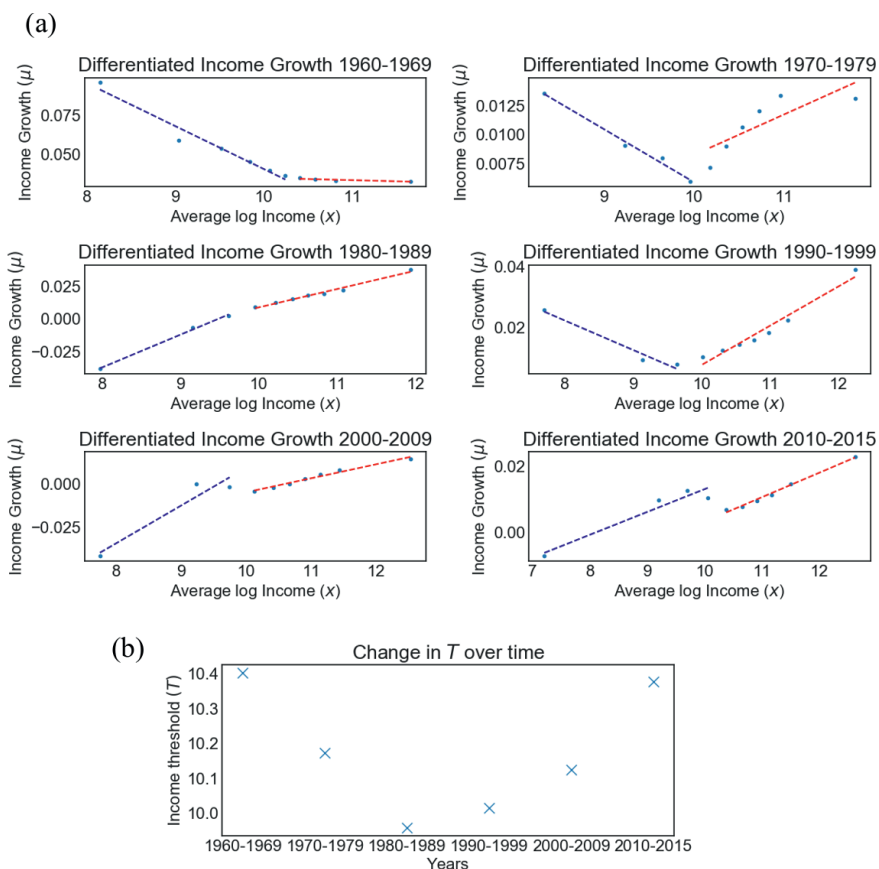 (a)
Differentiated Income Growth 1960-1969
Income Growth (μ)
0.075
0.050
8 9 10 11
Average log Income (x)
Differentiated Income Growth 1970-1979
Income Growth (μ)
0.0125
0.0100
0.0075
9 10 11
Average log Income (x)
Differentiated Income Growth 1980-1989
Income Growth (μ)
0.025
0.000
−0.025
8 9 10 11 12
Average log Income (x)
Differentiated Income Growth 1990-1999
Income Growth (μ)
0.04
0.02
8 9 10 11 12
Average log Income (x)
Differentiated Income Growth 2000-2009
Income Growth (μ)
0.000
−0.025
8 9 10 11 12
Average log Income (x)
Differentiated Income Growth 2010-2015
Income Growth (μ)
0.02
0.00
7 8 9 10 11 12
Average log Income (x)
(b)
Change in T over time
Income threshold (T)
10.4
10.3
10.2
10.1
10.0
1960-1969 1970-1979 1980-1989 1990-1999 2000-2009 2010-2015
Years